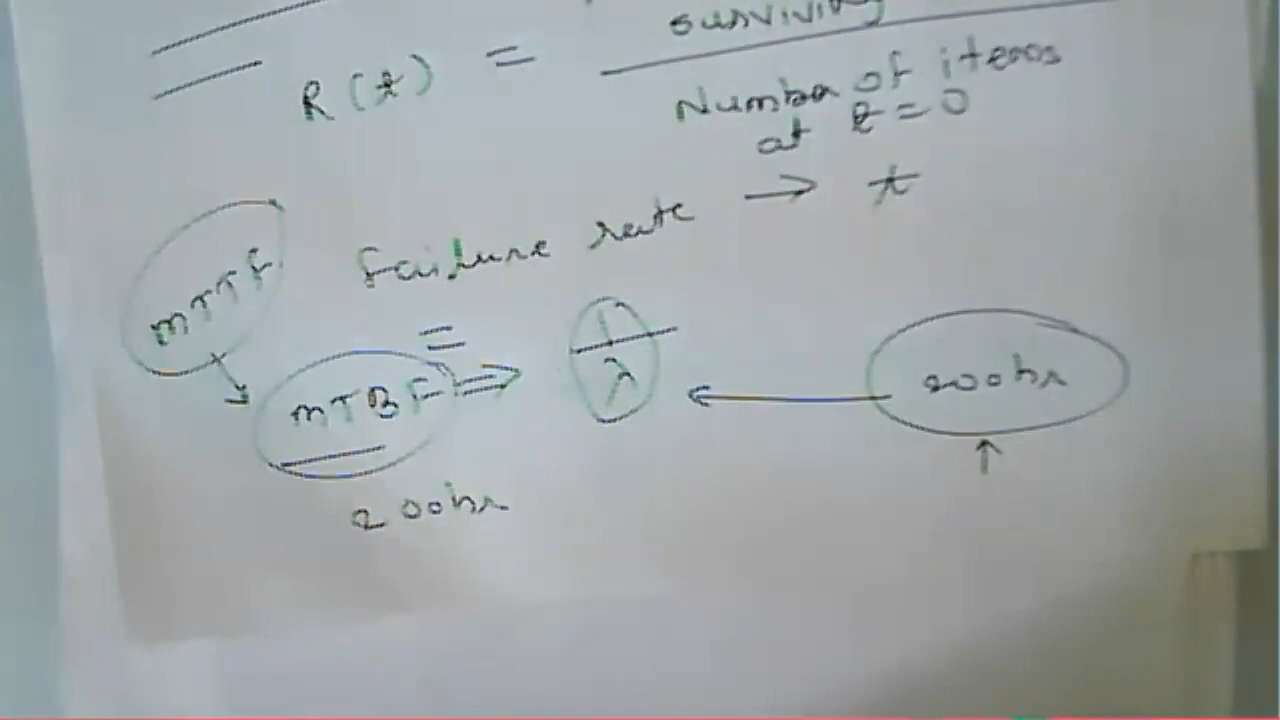 surviving
R(t) =
Number of items
at t = 0
failure rate → t
MTTF
=
MTBF ⇒ 1/λ ← 200hr
200hr